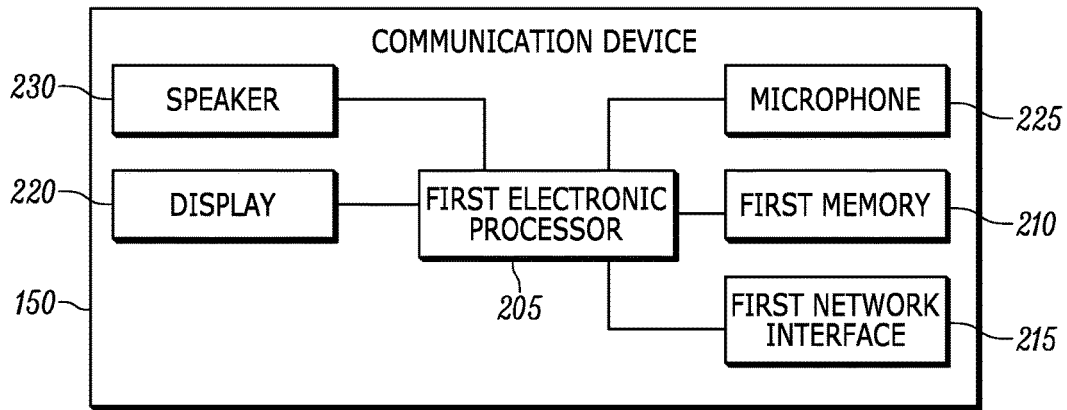 COMMUNICATION DEVICE
230
SPEAKER
MICROPHONE
225
220
DISPLAY
FIRST ELECTRONIC
PROCESSOR
205
FIRST MEMORY
210
150
FIRST NETWORK
INTERFACE
215